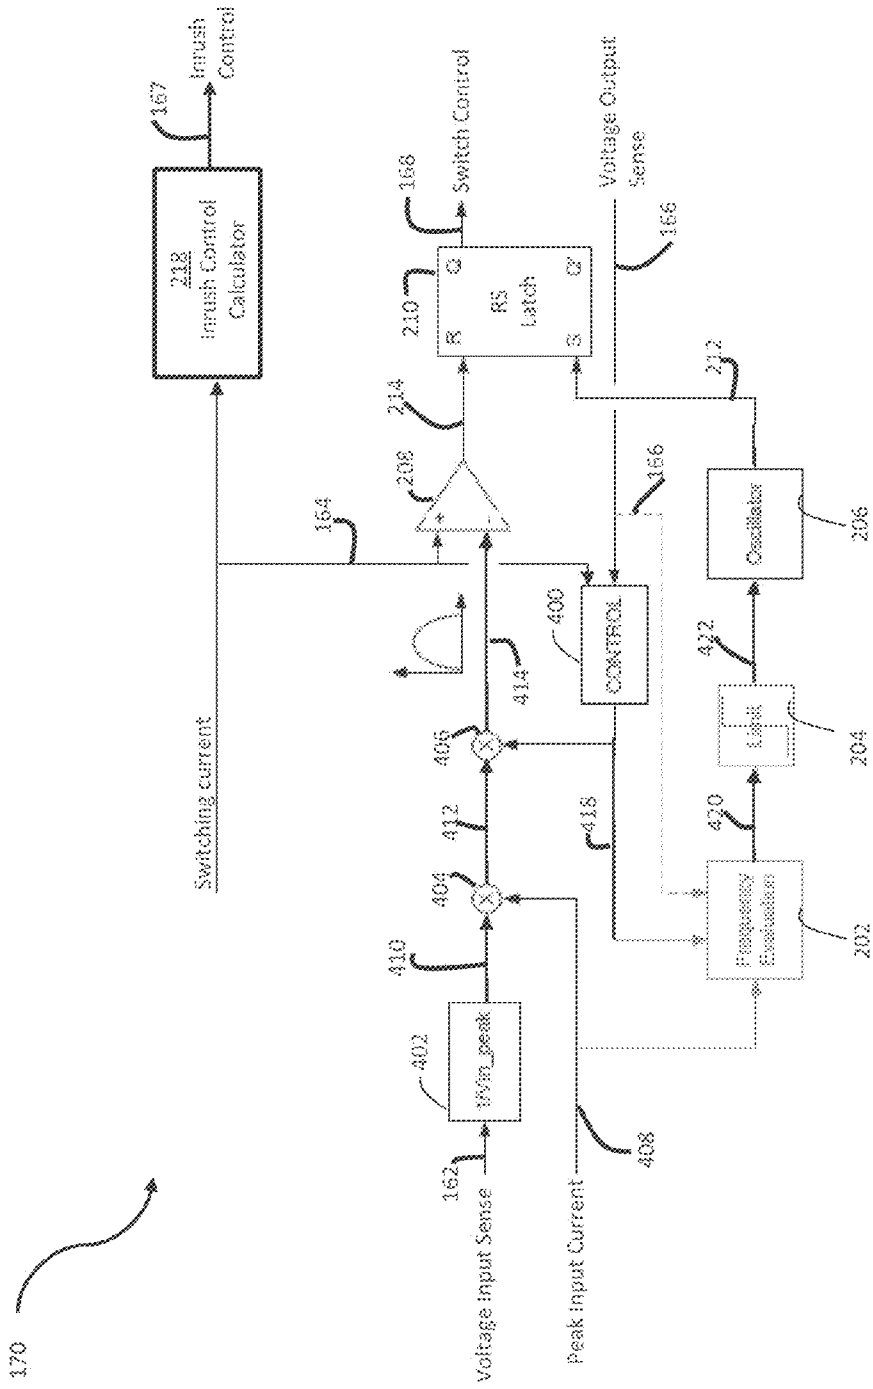 170
Switching current
164
218
Inrush Control
Calculator
167
Inrush
Control
Voltage Input Sense
162
402
1/Vin_peak
410
404
X
412
406
X
414
208
+
-
214
210
R
Q
RS
Latch
S
Q'
168
Switch Control
Peak Input Current
408
418
400
CONTROL
166
166
Voltage Output
Sense
Frequency
Evaluation
202
420
Limit
204
422
Oscillator
206
212